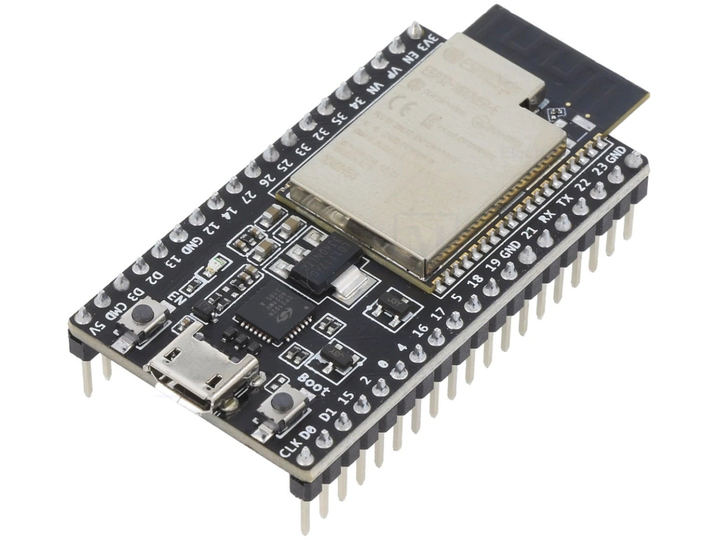 3V3 EN VP VN 34 35 32 33 25 26 27 14 12 GND 13 D2 D3 CMD 5V
GND 23 22 TX RX 21 GND 19 18 5 17 16 4 0 2 15 D1 D0 CLK
EN
Boot